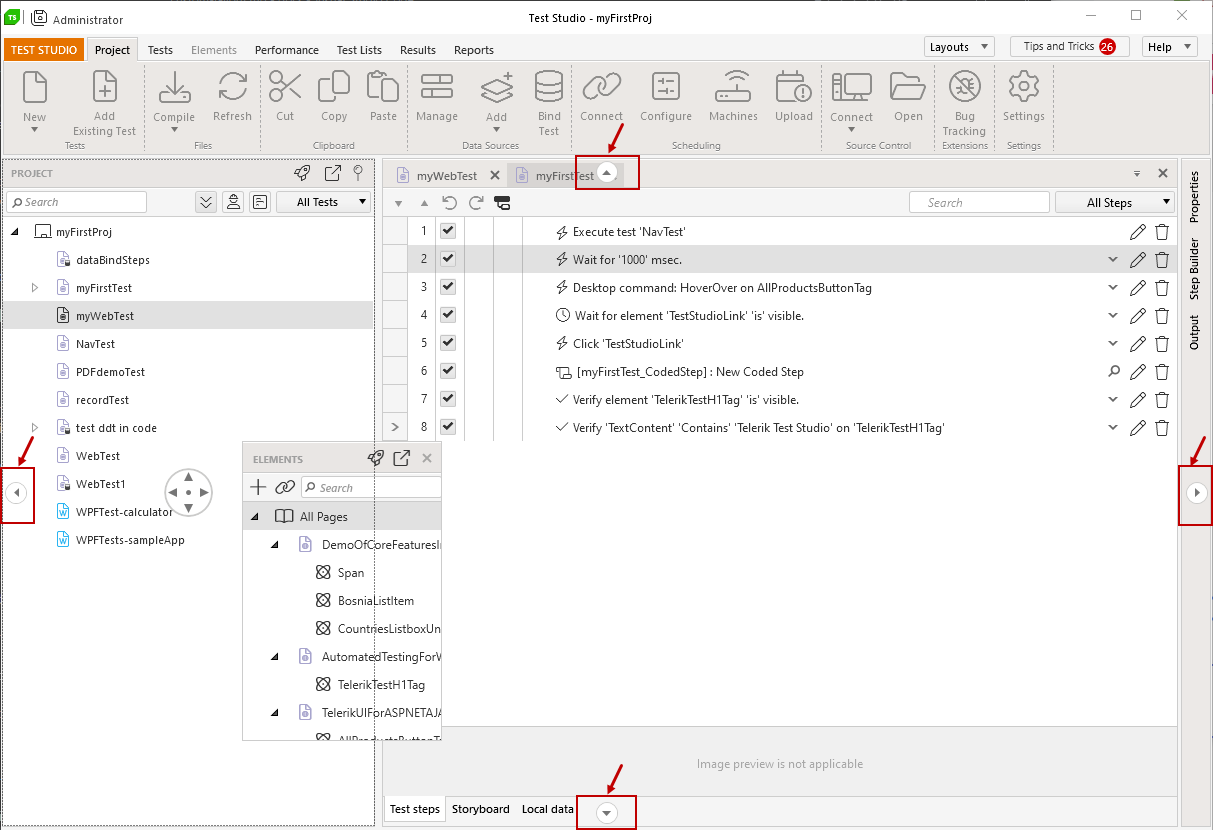 TS Administrator
Test Studio - myFirstProj
TEST STUDIO Project Tests Elements Performance Test Lists Results Reports Layouts Tips and Tricks 26 Help
New Add Existing Test Compile Refresh Cut Copy Paste Manage Add Bind Test Connect Configure Machines Upload Connect Open Bug Tracking Settings
Tests Files Clipboard Data Sources Scheduling Source Control Extensions Settings
PROJECT
Search All Tests
myFirstProj
dataBindSteps
myFirstTest
myWebTest
NavTest
PDFdemoTest
recordTest
test ddt in code
WebTest
WebTest1
WPFTest-calculator
WPFTests-sampleApp
ELEMENTS
Search
All Pages
DemoOfCoreFeaturesI
Span
BosniaListItem
CountriesListboxUn
AutomatedTestingForW
TelerikTestH1Tag
TelerikUIForASPNETAJA
AllProductsButtonT
myWebTest myFirstTest
Search All Steps
1 Execute test 'NavTest'
2 Wait for '1000' msec.
3 Desktop command: HoverOver on AllProductsButtonTag
4 Wait for element 'TestStudioLink' 'is' visible.
5 Click 'TestStudioLink'
6 [myFirstTest_CodedStep] : New Coded Step
7 Verify element 'TelerikTestH1Tag' 'is' visible.
8 Verify 'TextContent' 'Contains' 'Telerik Test Studio' on 'TelerikTestH1Tag'
Image preview is not applicable
Test steps Storyboard Local data
Properties
Step Builder
Output